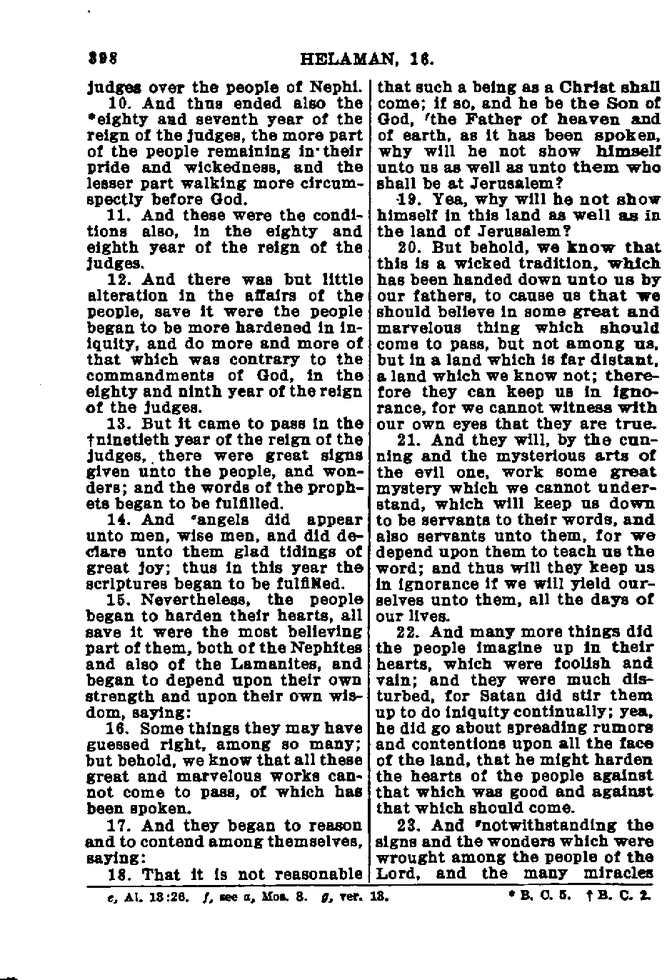 398
HELAMAN, 16.
judges over the people of Nephi.
10. And thus ended also the
*eighty and seventh year of the
reign of the judges, the more part
of the people remaining in their
pride and wickedness, and the
lesser part walking more circum-
spectly before God.
11. And these were the condi-
tions also, in the eighty and
eighth year of the reign of the
judges.
12. And there was but little
alteration in the affairs of the
people, save it were the people
began to be more hardened in in-
iquity, and do more and more of
that which was contrary to the
commandments of God, in the
eighty and ninth year of the reign
of the judges.
13. But it came to pass in the
†ninetieth year of the reign of the
judges, there were great signs
given unto the people, and won-
ders; and the words of the proph-
ets began to be fulfilled.
14. And ᵉangels did appear
unto men, wise men, and did de-
clare unto them glad tidings of
great joy; thus in this year the
scriptures began to be fulfilled.
15. Nevertheless, the people
began to harden their hearts, all
save it were the most believing
part of them, both of the Nephites
and also of the Lamanites, and
began to depend upon their own
strength and upon their own wis-
dom, saying:
16. Some things they may have
guessed right, among so many;
but behold, we know that all these
great and marvelous works can-
not come to pass, of which has
been spoken.
17. And they began to reason
and to contend among themselves,
saying:
18. That it is not reasonable
that such a being as a Christ shall
come; if so, and he be the Son of
God, ᶠthe Father of heaven and
of earth, as it has been spoken,
why will he not show himself
unto us as well as unto them who
shall be at Jerusalem?
19. Yea, why will he not show
himself in this land as well as in
the land of Jerusalem?
20. But behold, we know that
this is a wicked tradition, which
has been handed down unto us by
our fathers, to cause us that we
should believe in some great and
marvelous thing which should
come to pass, but not among us,
but in a land which is far distant,
a land which we know not; there-
fore they can keep us in igno-
rance, for we cannot witness with
our own eyes that they are true.
21. And they will, by the cun-
ning and the mysterious arts of
the evil one, work some great
mystery which we cannot under-
stand, which will keep us down
to be servants to their words, and
also servants unto them, for we
depend upon them to teach us the
word; and thus will they keep us
in ignorance if we will yield our-
selves unto them, all the days of
our lives.
22. And many more things did
the people imagine up in their
hearts, which were foolish and
vain; and they were much dis-
turbed, for Satan did stir them
up to do iniquity continually; yea,
he did go about spreading rumors
and contentions upon all the face
of the land, that he might harden
the hearts of the people against
that which was good and against
that which should come.
23. And ᵍnotwithstanding the
signs and the wonders which were
wrought among the people of the
Lord, and the many miracles
e, Al. 13:26. f, see a, Mos. 3. g, ver. 13. * B. C. 5. † B. C. 2.